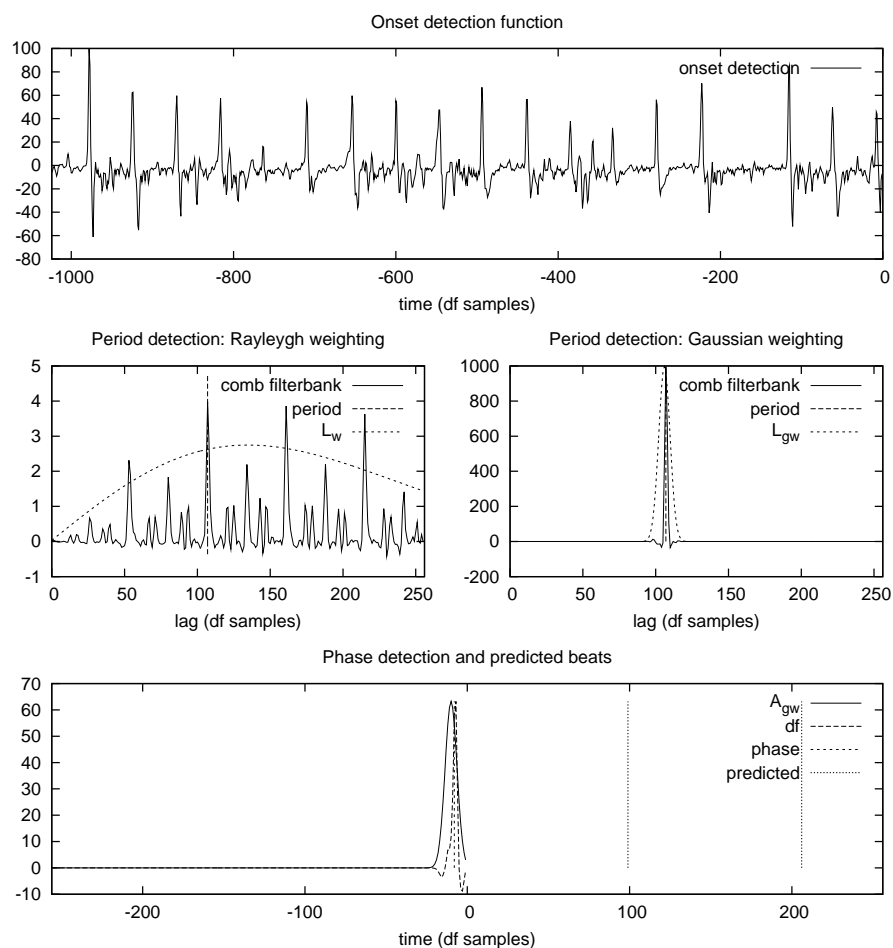 Onset detection function
100
80
60
40
20
0
-20
-40
-60
-80
onset detection
-1000 -800 -600 -400 -200 0
time (df samples)
Period detection: Rayleygh weighting
5
4
3
2
1
0
-1
comb filterbank
period
Lw
0 50 100 150 200 250
lag (df samples)
Period detection: Gaussian weighting
1000
800
600
400
200
0
-200
comb filterbank
period
Lgw
0 50 100 150 200 250
lag (df samples)
Phase detection and predicted beats
70
60
50
40
30
20
10
0
-10
Agw
df
phase
predicted
-200 -100 0 100 200
time (df samples)